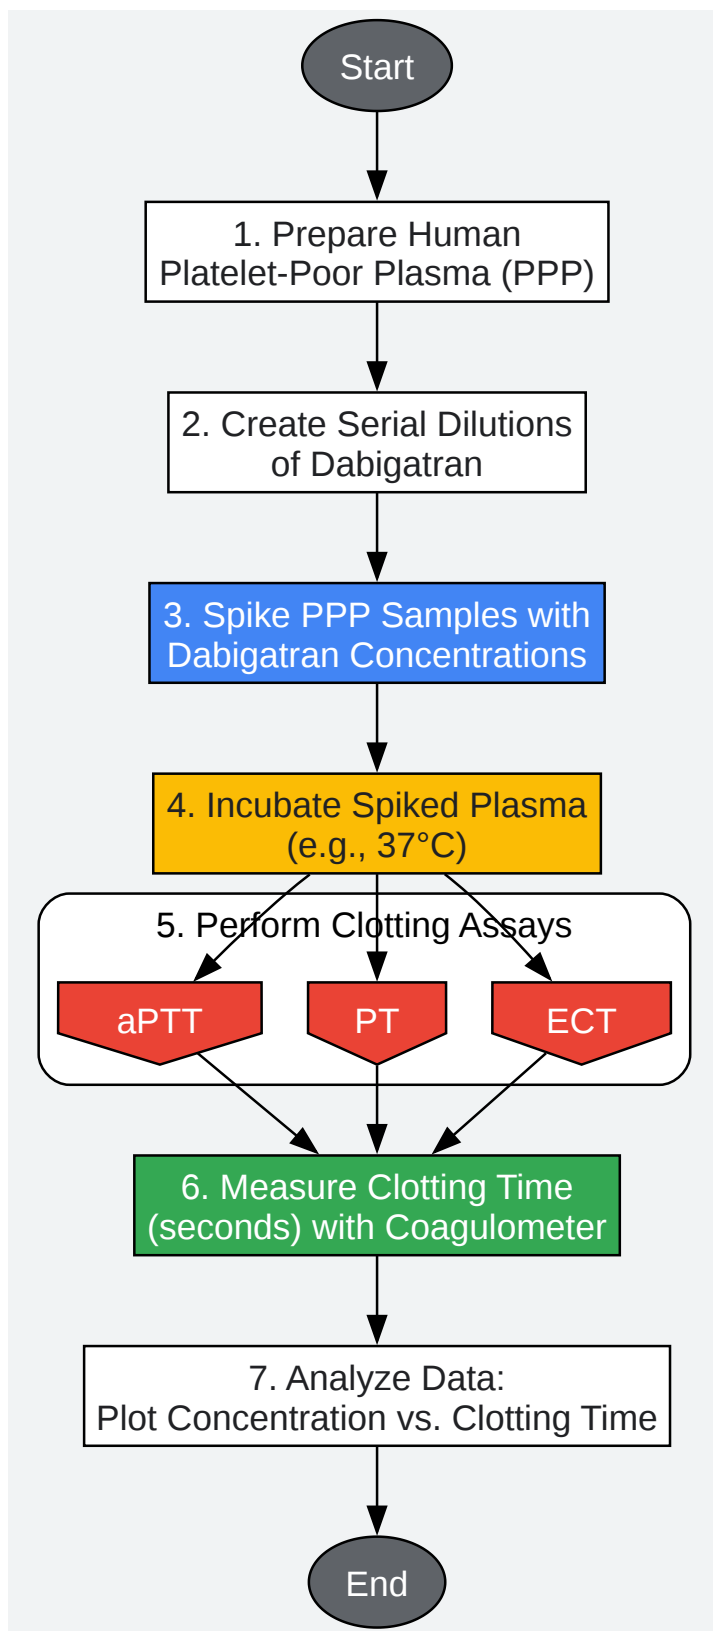 Start
1. Prepare Human
Platelet-Poor Plasma (PPP)
2. Create Serial Dilutions
of Dabigatran
3. Spike PPP Samples with
Dabigatran Concentrations
4. Incubate Spiked Plasma
(e.g., 37°C)
5. Perform Clotting Assays
aPTT
PT
ECT
6. Measure Clotting Time
(seconds) with Coagulometer
7. Analyze Data:
Plot Concentration vs. Clotting Time
End